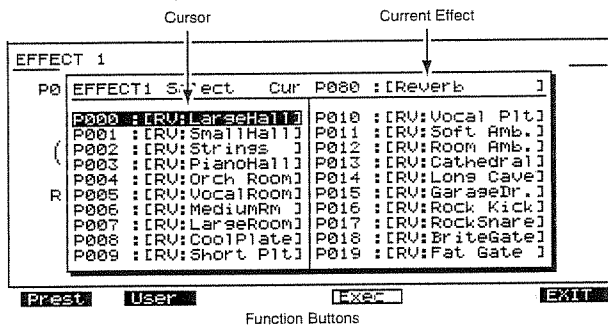 Cursor Current Effect
EFFECT 1
P0 EFFECT1 Select Cur P080 :[Reverb ]
P000 :[RV:LargeHall] P010 :[RV:Vocal Plt]
P001 :[RV:SmallHall] P011 :[RV:Soft Amb.]
( P002 :[RV:Strings ] P012 :[RV:Room Amb.]
P003 :[RV:PianoHall] P013 :[RV:Cathedral]
P004 :[RV:Orch Room] P014 :[RV:Long Cave]
R P005 :[RV:VocalRoom] P015 :[RV:GarageDr.]
P006 :[RV:MediumRm ] P016 :[RV:Rock Kick]
P007 :[RV:LargeRoom] P017 :[RV:RockSnare]
P008 :[RV:CoolPlate] P018 :[RV:BriteGate]
P009 :[RV:Short Plt] P019 :[RV:Fat Gate ]
Prest User Exec EXIT
Function Buttons